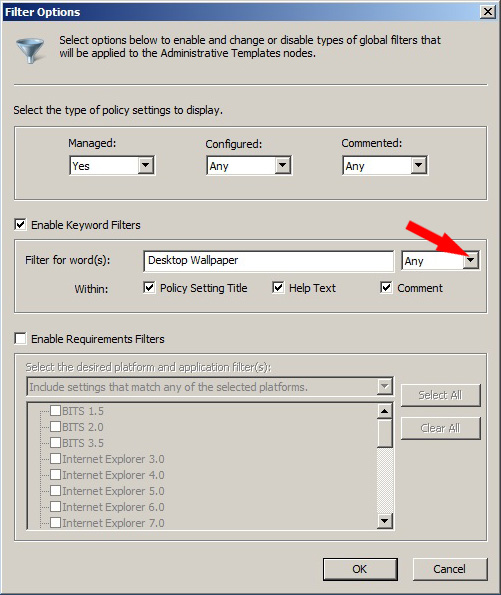 Filter Options
Select options below to enable and change or disable types of global filters that
will be applied to the Administrative Templates nodes.
Select the type of policy settings to display.
Managed: Configured: Commented:
Yes Any Any
Enable Keyword Filters
Filter for word(s): Desktop Wallpaper Any
Within: Policy Setting Title Help Text Comment
Enable Requirements Filters
Select the desired platform and application filter(s):
Include settings that match any of the selected platforms. Select All
BITS 1.5
BITS 2.0 Clear All
BITS 3.5
Internet Explorer 3.0
Internet Explorer 4.0
Internet Explorer 5.0
Internet Explorer 6.0
Internet Explorer 7.0
OK Cancel